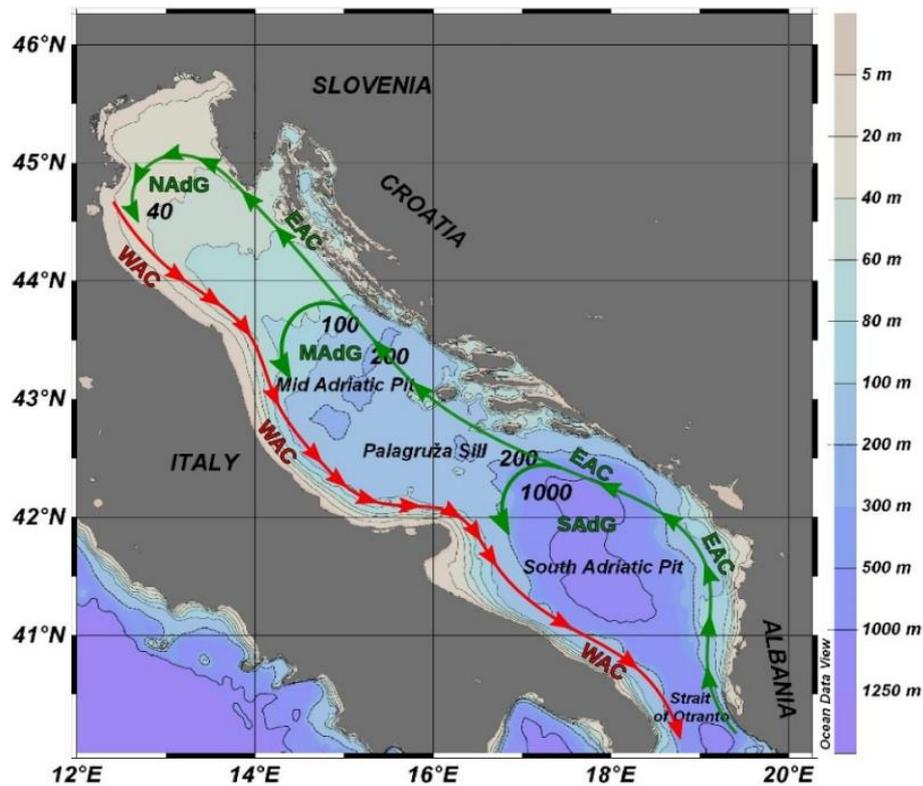 46°N
45°N
44°N
43°N
42°N
41°N
12°E
14°E
16°E
18°E
20°E
SLOVENIA
CROATIA
ITALY
ALBANIA
NAdG
40
EAC
WAC
100
MAdG
200
Mid Adriatic Pit
WAC
Palagruža Sill
200
EAC
1000
SAdG
EAC
South Adriatic Pit
WAC
Strait
of Otranto
Ocean Data View
5 m
20 m
40 m
60 m
80 m
100 m
200 m
300 m
500 m
1000 m
1250 m